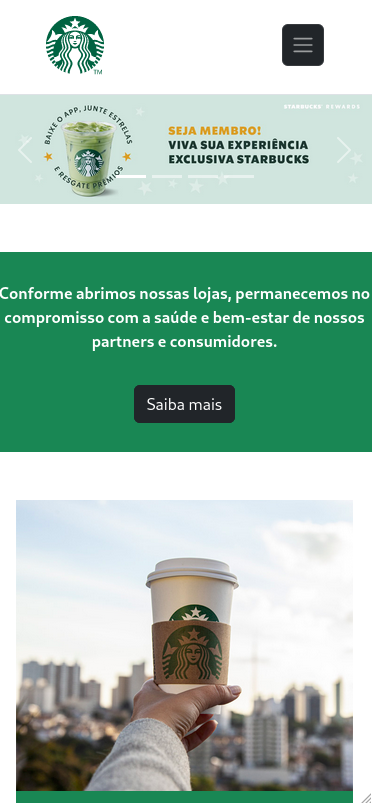 TM
STARBUCKS REWARDS
BAIXE O APP, JUNTE ESTRELAS
E RESGATE PRÊMIOS
SEJA MEMBRO!
VIVA SUA EXPERIÊNCIA
EXCLUSIVA STARBUCKS
Conforme abrimos nossas lojas, permanecemos no
compromisso com a saúde e bem-estar de nossos
partners e consumidores.
Saiba mais